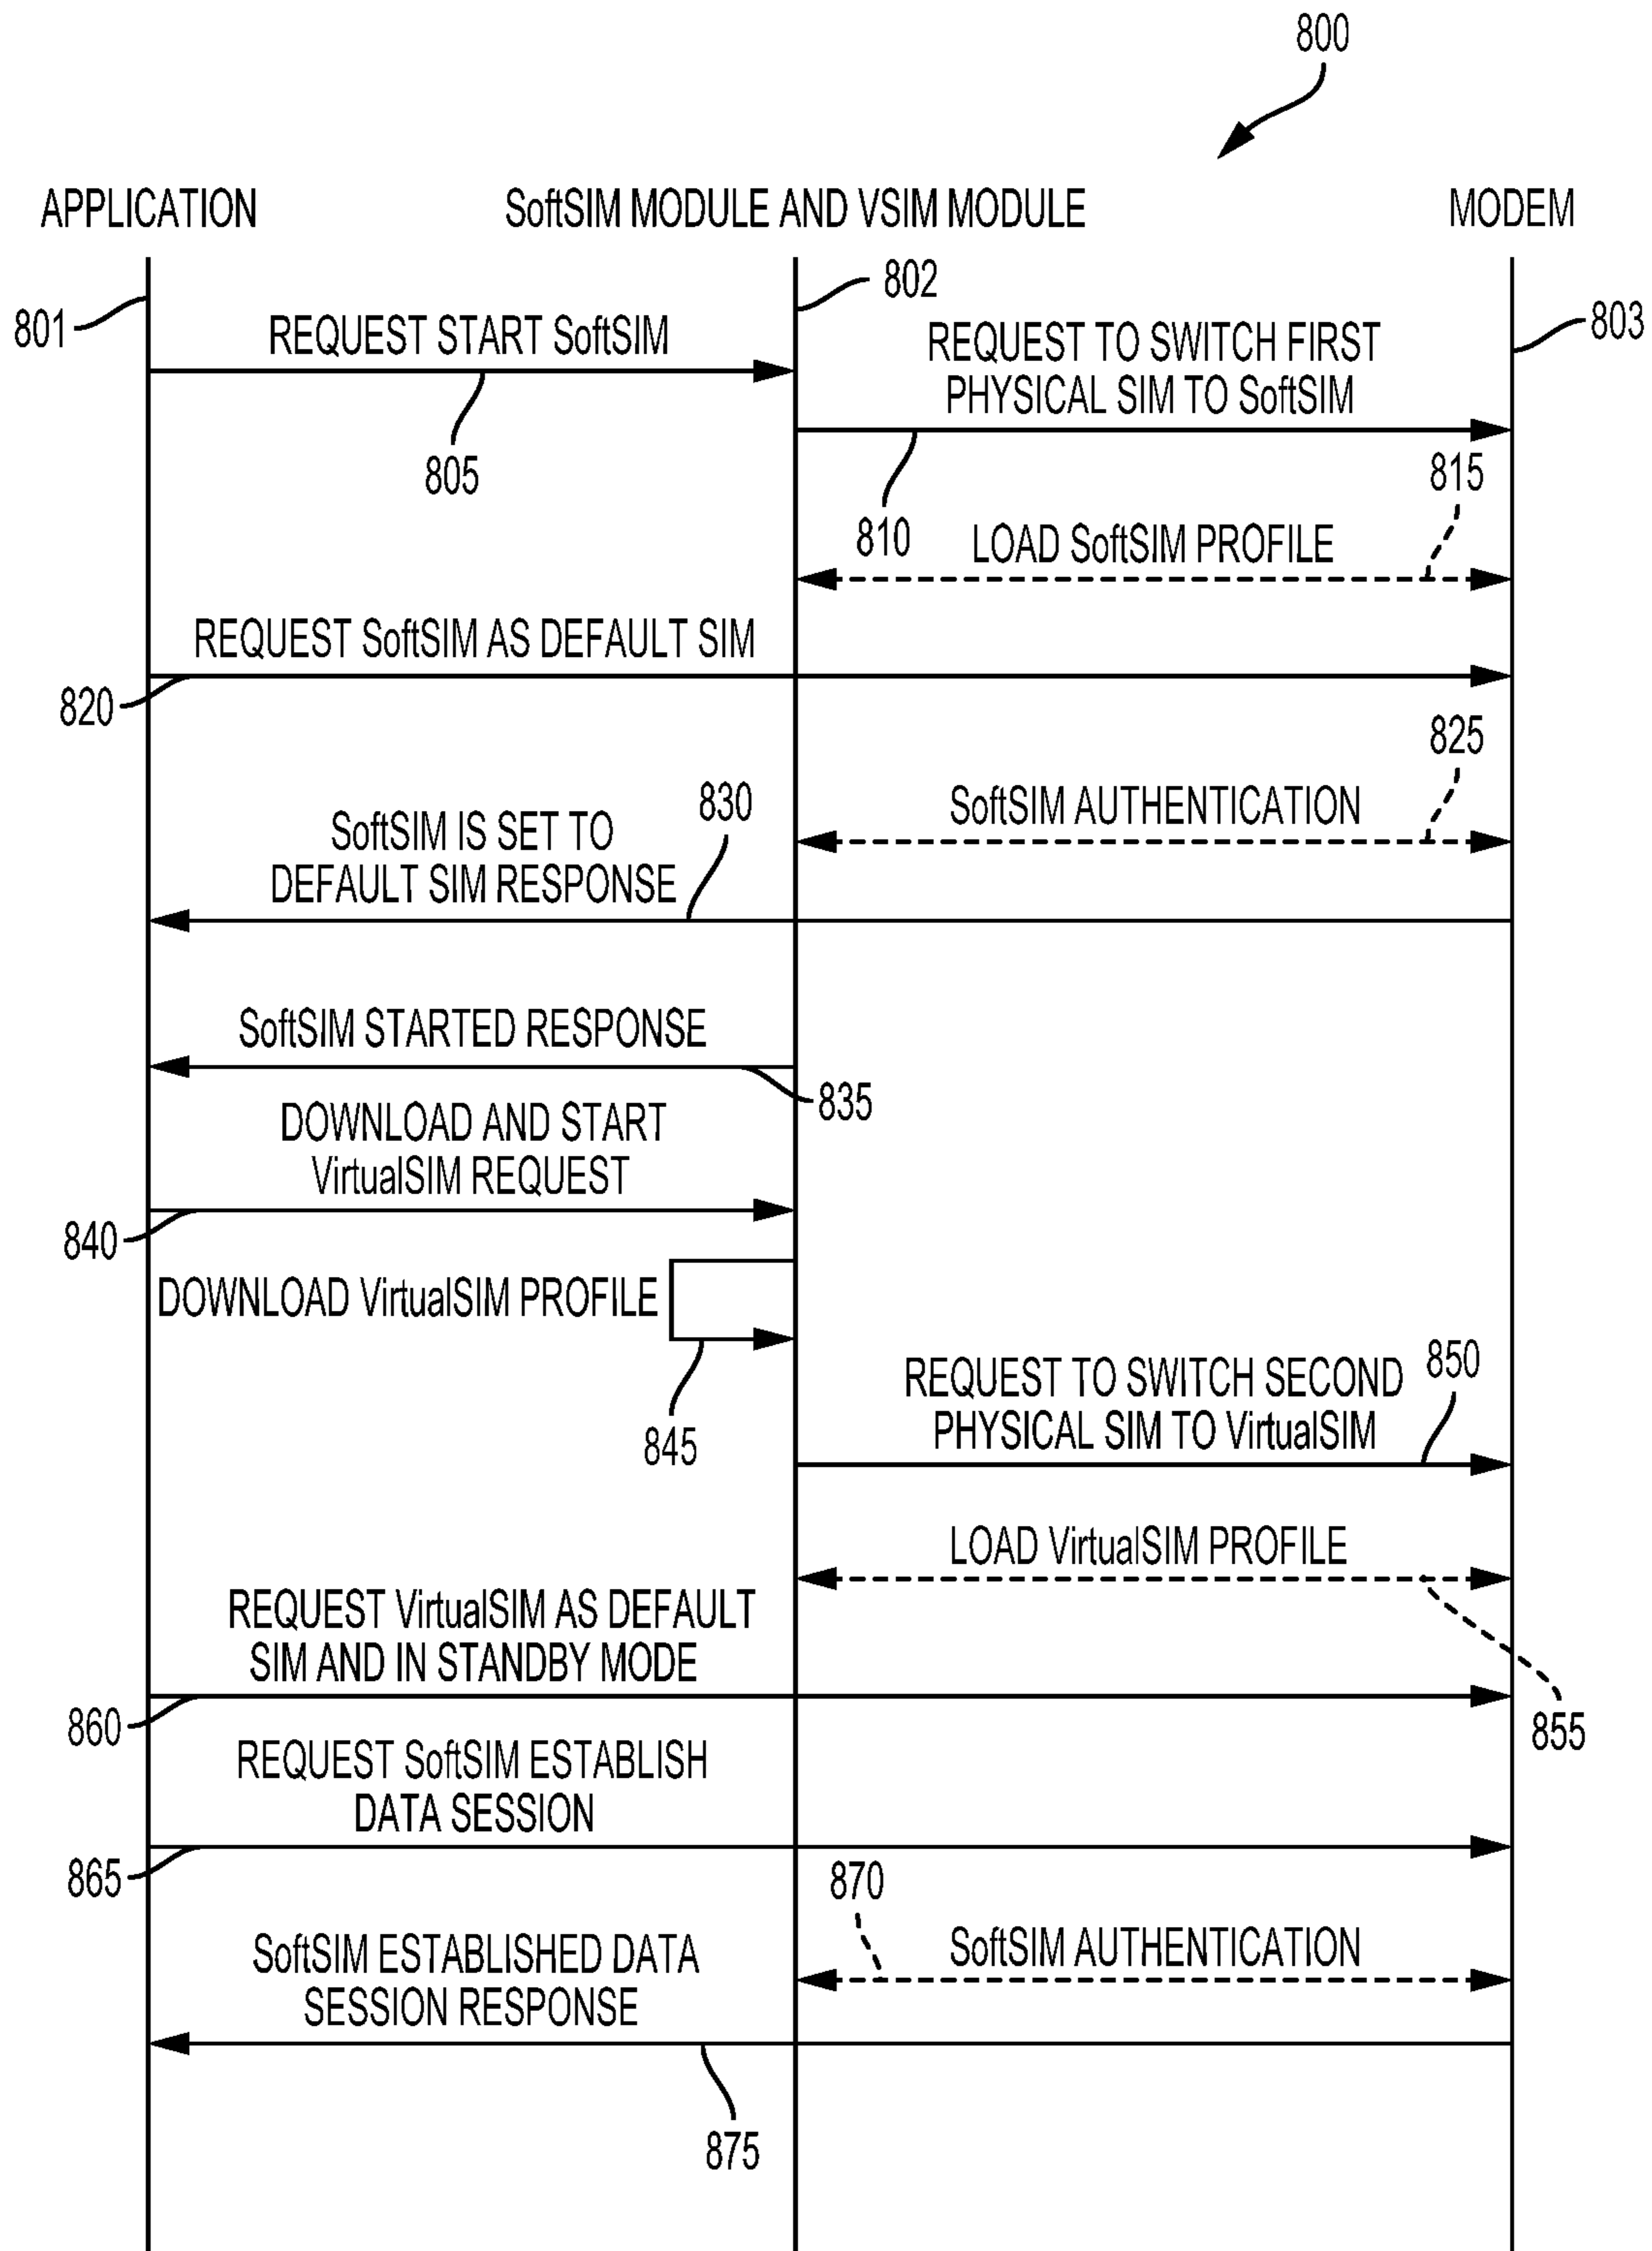 800
APPLICATION
SoftSIM MODULE AND VSIM MODULE
MODEM
801
802
803
REQUEST START SoftSIM
805
REQUEST TO SWITCH FIRST
PHYSICAL SIM TO SoftSIM
810
815
LOAD SoftSIM PROFILE
REQUEST SoftSIM AS DEFAULT SIM
820
825
SoftSIM AUTHENTICATION
830
SoftSIM IS SET TO
DEFAULT SIM RESPONSE
SoftSIM STARTED RESPONSE
835
DOWNLOAD AND START
VirtualSIM REQUEST
840
DOWNLOAD VirtualSIM PROFILE
845
REQUEST TO SWITCH SECOND
PHYSICAL SIM TO VirtualSIM
850
LOAD VirtualSIM PROFILE
855
REQUEST VirtualSIM AS DEFAULT
SIM AND IN STANDBY MODE
860
REQUEST SoftSIM ESTABLISH
DATA SESSION
865
870
SoftSIM AUTHENTICATION
SoftSIM ESTABLISHED DATA
SESSION RESPONSE
875